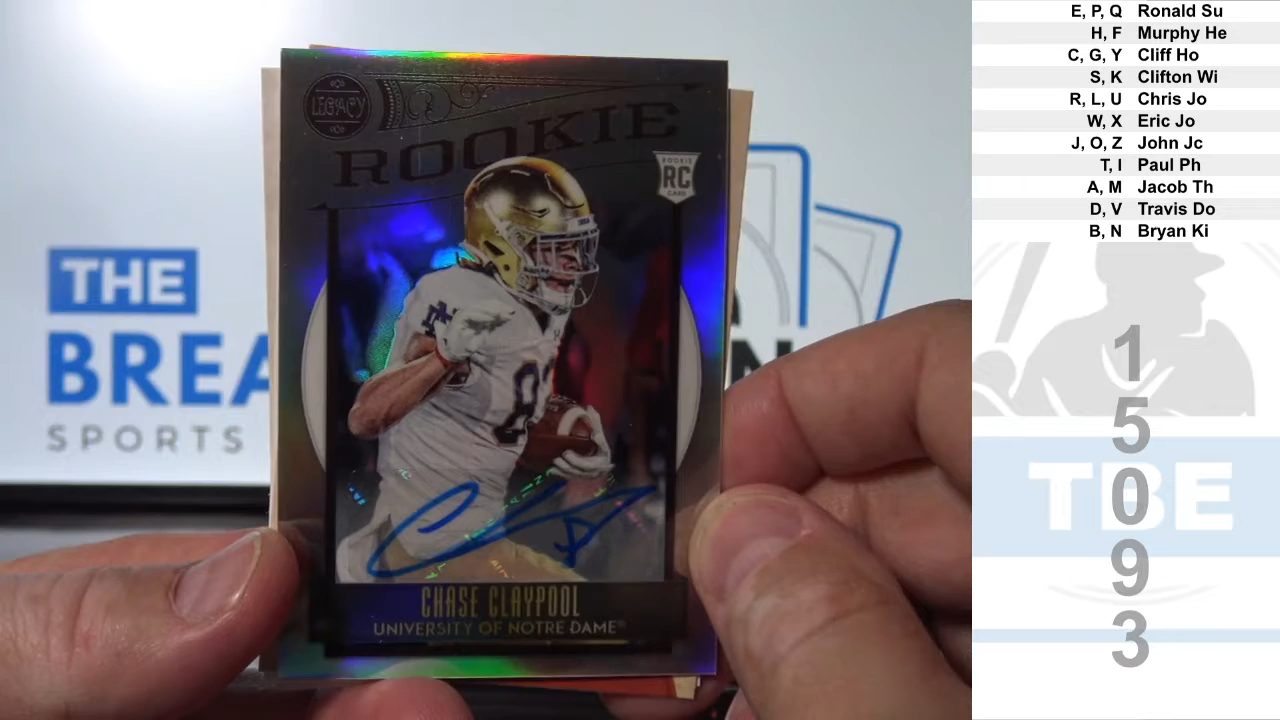 LEGACY
ROOKIE
ROOKIE
RC
CARD
THE
BREA
SPORTS
N
CHASE CLAYPOOL
UNIVERSITY OF NOTRE DAME®
E, P, Q Ronald Su
H, F Murphy He
C, G, Y Cliff Ho
S, K Clifton Wi
R, L, U Chris Jo
W, X Eric Jo
J, O, Z John Jc
T, I Paul Ph
A, M Jacob Th
D, V Travis Do
B, N Bryan Ki
TBE
1
5
0
9
3